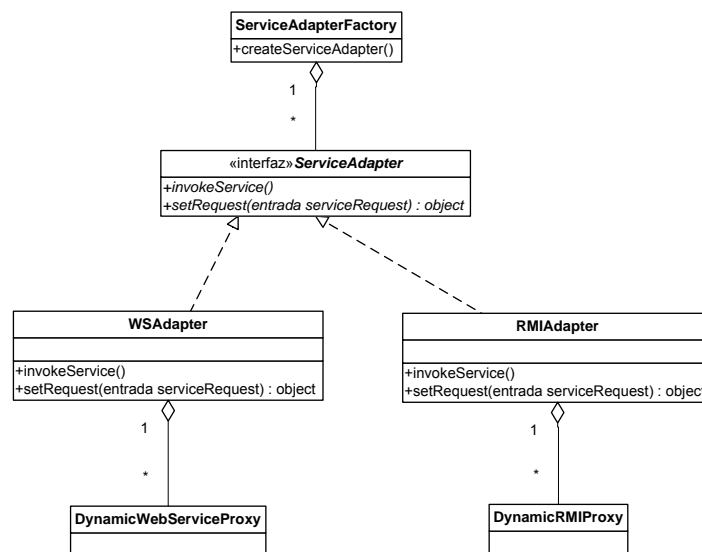 ServiceAdapterFactory
+createServiceAdapter()
1
*
«interfaz»ServiceAdapter
+invokeService()
+setRequest(entrada serviceRequest) : object
WSAdapter
+invokeService()
+setRequest(entrada serviceRequest) : object
1
*
DynamicWebServiceProxy
RMIAdapter
+invokeService()
+setRequest(entrada serviceRequest) : object
1
*
DynamicRMIProxy